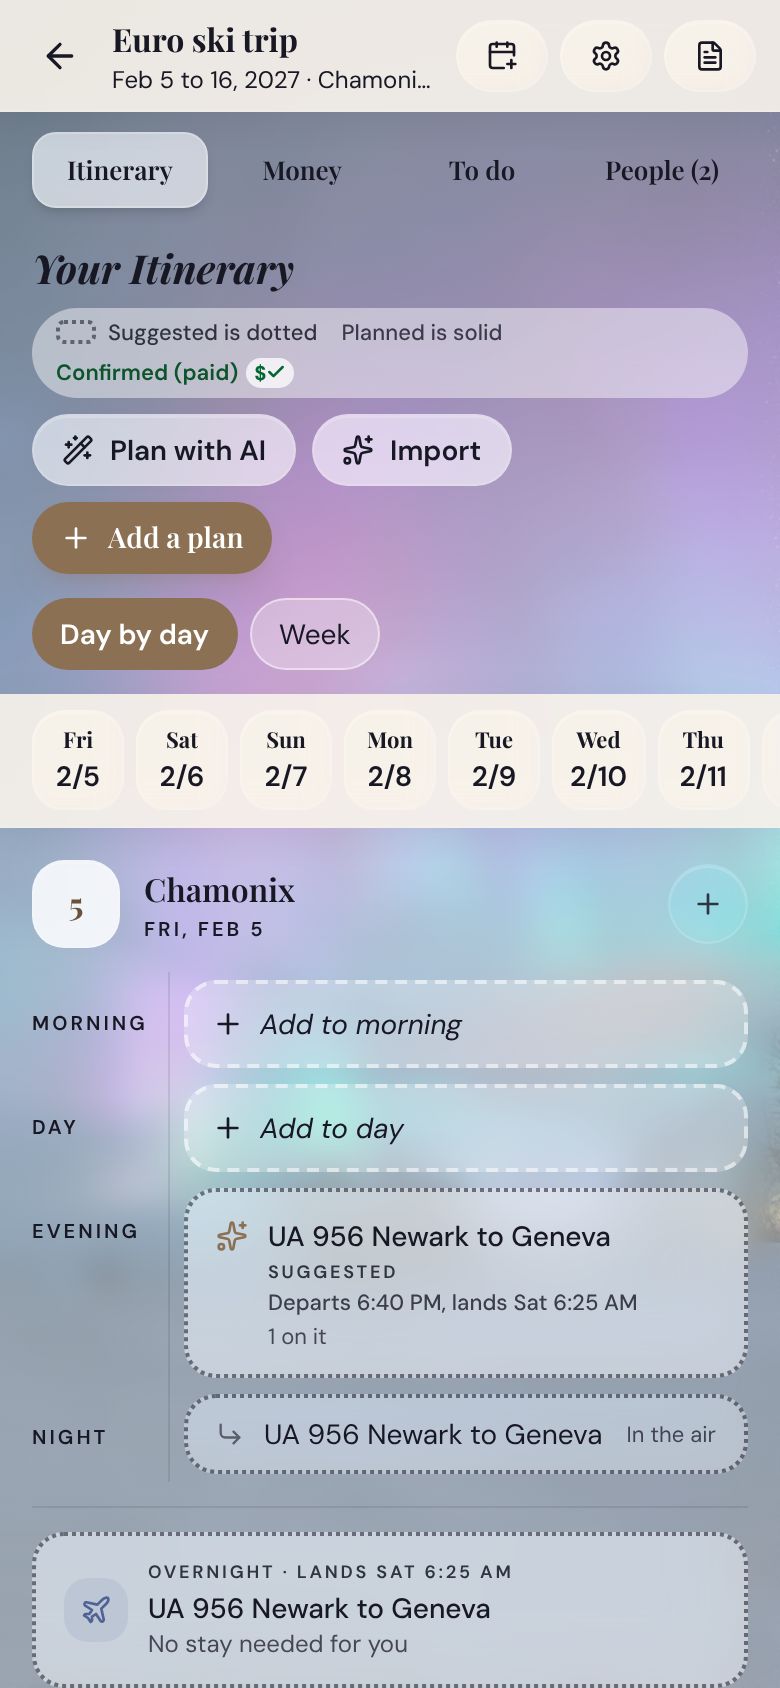 Euro ski trip
Feb 5 to 16, 2027 · Chamoni...
Itinerary
Money
To do
People (2)
Your Itinerary
Suggested is dotted
Planned is solid
Confirmed (paid) $✓
Plan with AI
Import
+ Add a plan
Day by day
Week
Fri
2/5
Sat
2/6
Sun
2/7
Mon
2/8
Tue
2/9
Wed
2/10
Thu
2/11
5
Chamonix
FRI, FEB 5
+
MORNING
+ Add to morning
DAY
+ Add to day
EVENING
UA 956 Newark to Geneva
SUGGESTED
Departs 6:40 PM, lands Sat 6:25 AM
1 on it
NIGHT
UA 956 Newark to Geneva
In the air
OVERNIGHT · LANDS SAT 6:25 AM
UA 956 Newark to Geneva
No stay needed for you